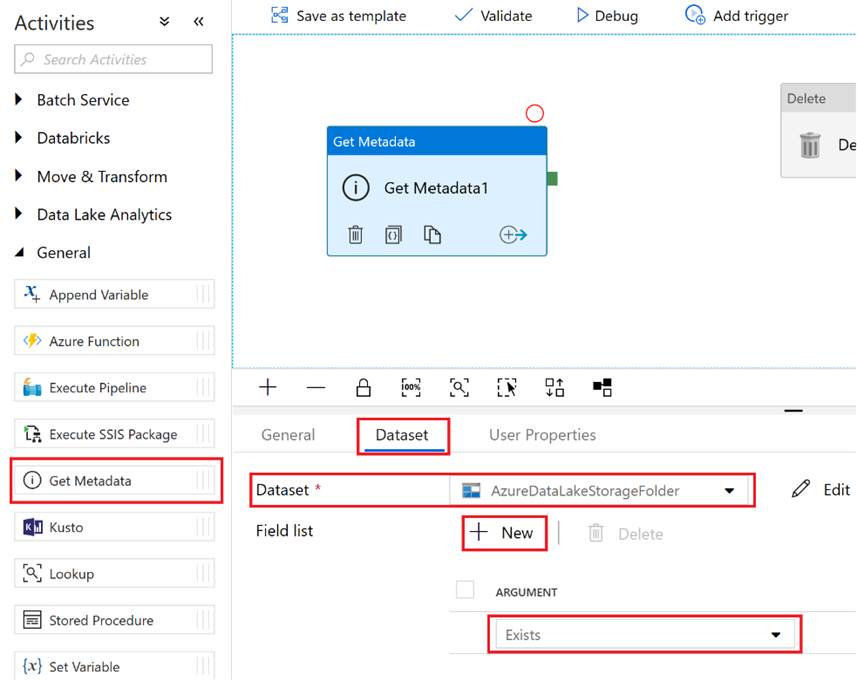 Activities
Search Activities
Batch Service
Databricks
Move & Transform
Data Lake Analytics
General
Append Variable
Azure Function
Execute Pipeline
Execute SSIS Package
Get Metadata
Kusto
Lookup
Stored Procedure
{x} Set Variable
Save as template Validate Debug Add trigger
Get Metadata
Get Metadata1
Delete
De
100%
General Dataset User Properties
Dataset * AzureDataLakeStorageFolder Edit
Field list + New Delete
ARGUMENT
Exists